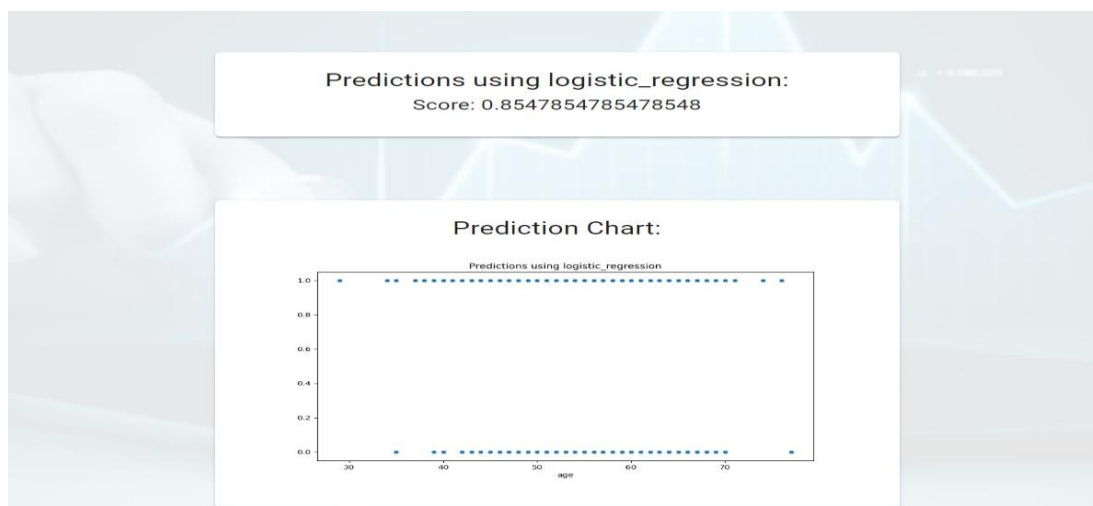 Predictions using logistic_regression:
Score: 0.8547854785478548
Prediction Chart:
Predictions using logistic_regression
1.0
0.8
0.6
0.4
0.2
0.0
30 40 50 60 70
age